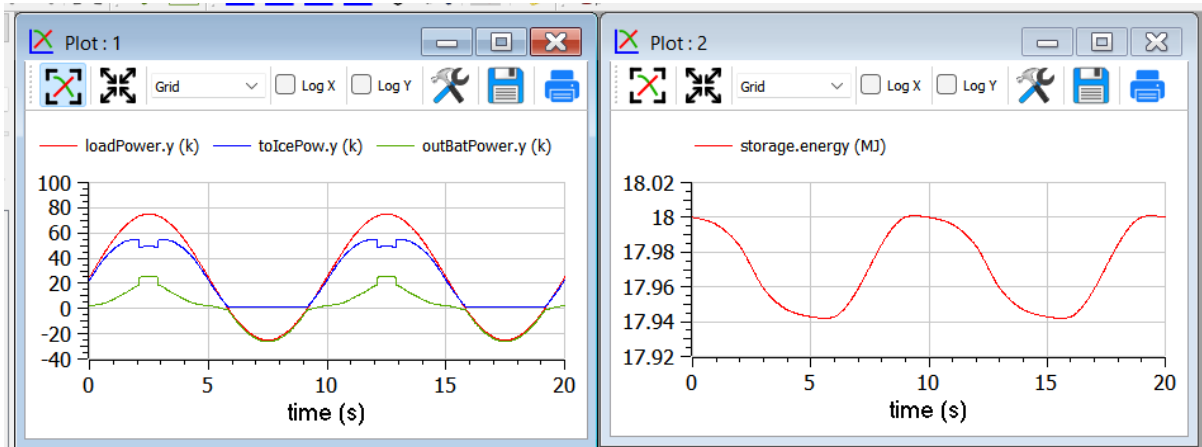 Plot : 1
Grid
Log X
Log Y
loadPower.y (k)
toIcePow.y (k)
outBatPower.y (k)
100
80
60
40
20
0
-20
-40
0
5
10
15
20
time (s)
Plot : 2
Grid
Log X
Log Y
storage.energy (MJ)
18.02
18
17.98
17.96
17.94
17.92
0
5
10
15
20
time (s)